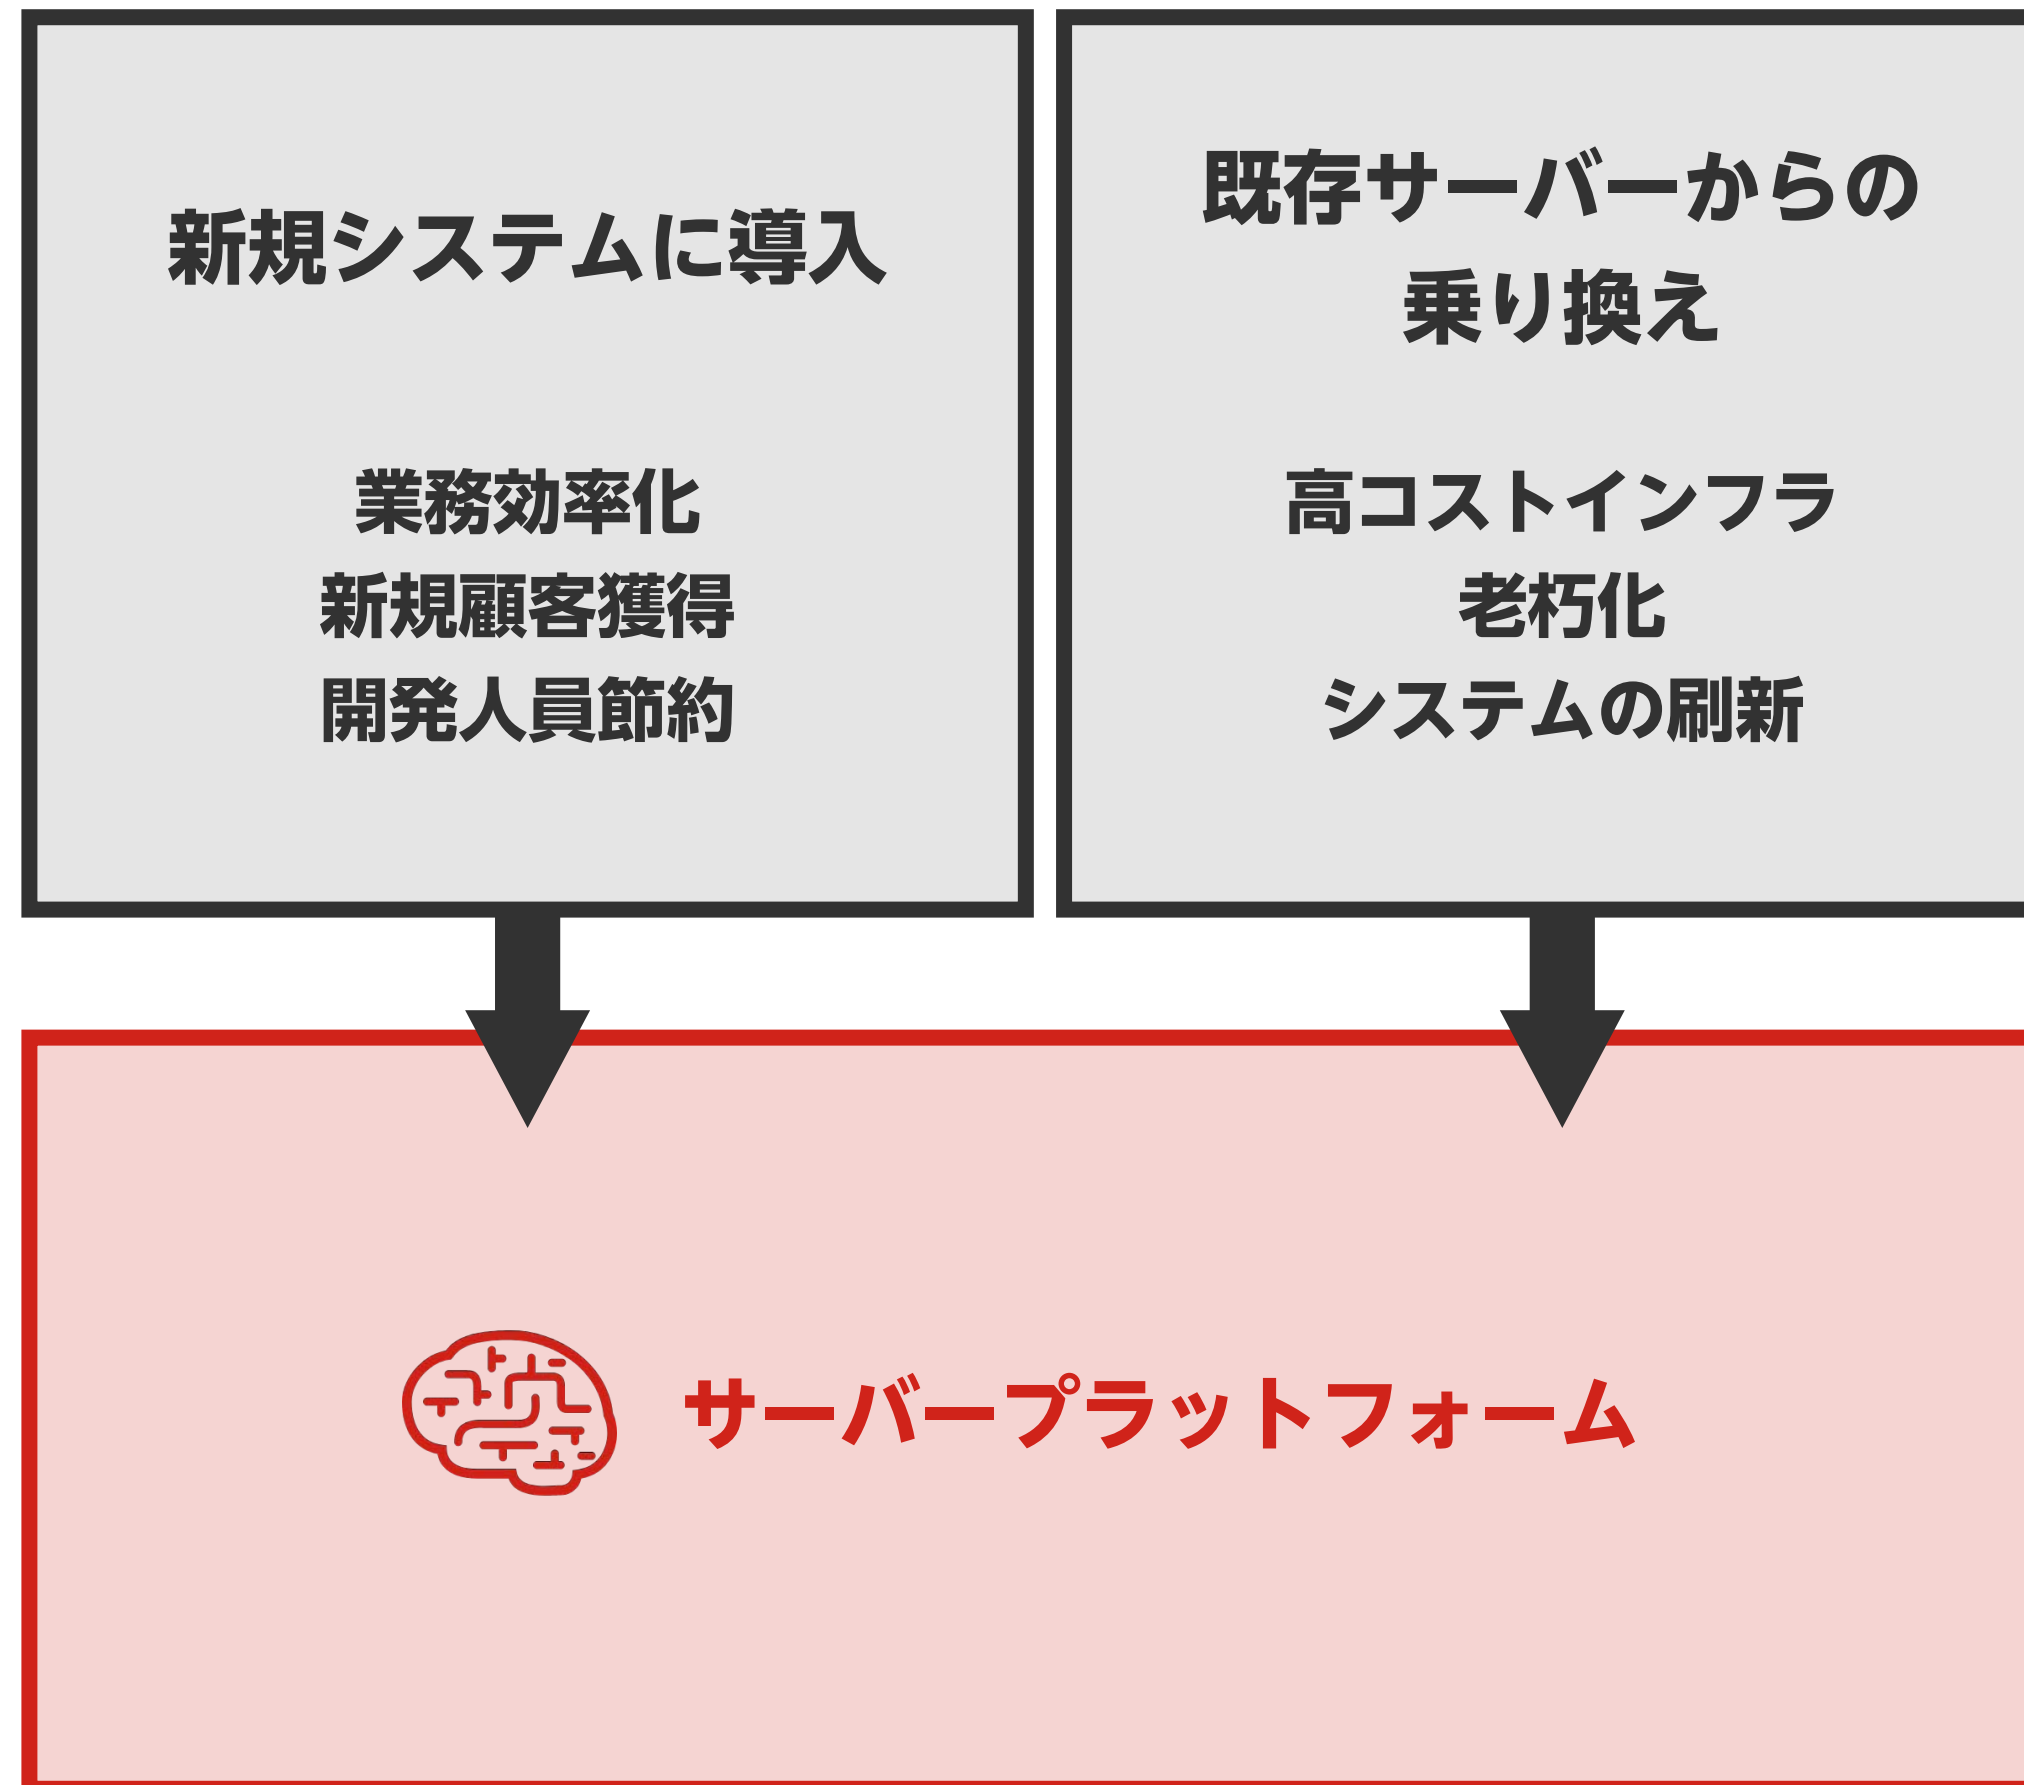 新規システムに導入
業務効率化
新規顧客獲得
開発人員節約
既存サーバーからの
乗り換え
高コストインフラ
老朽化
システムの刷新
サーバープラットフォーム